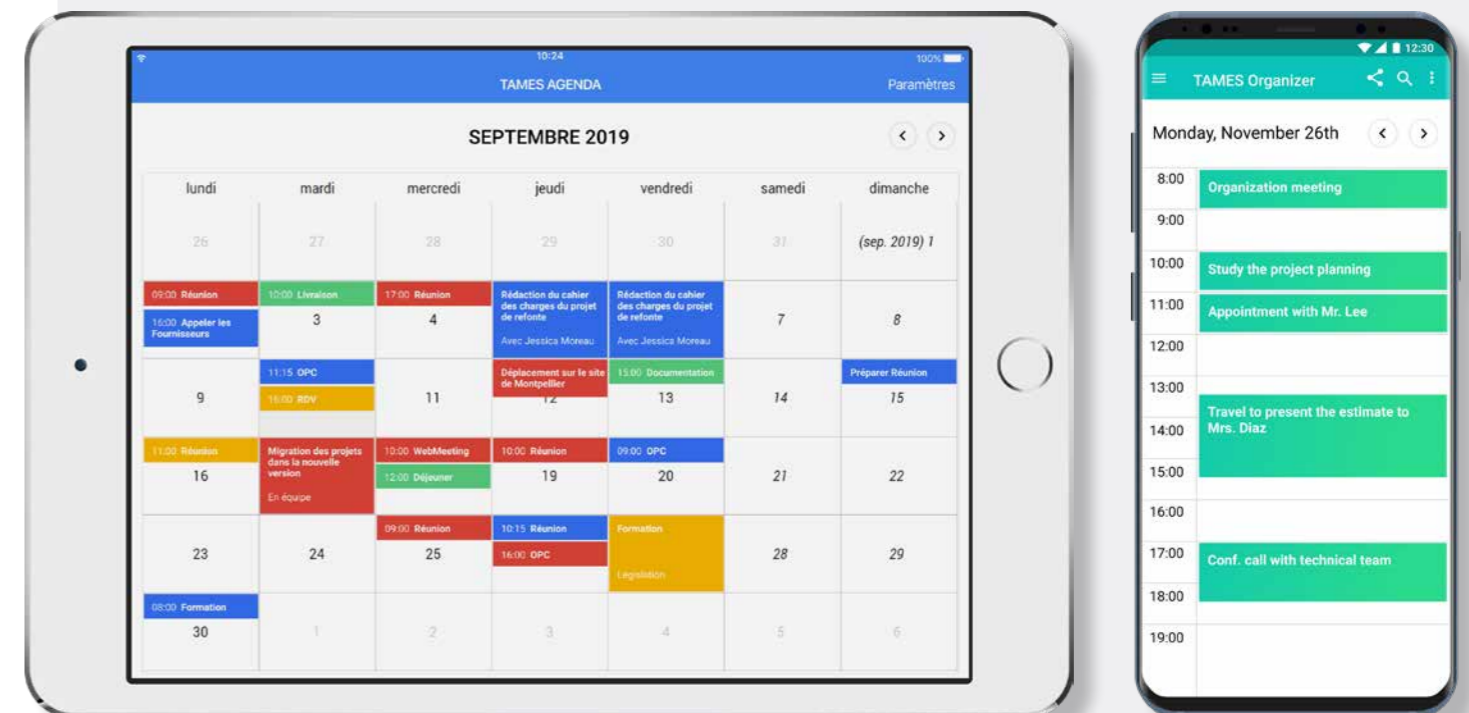 10:24
100%
TAMES AGENDA
Paramètres
SEPTEMBRE 2019
lundi mardi mercredi jeudi vendredi samedi dimanche
26 27 28 29 30 31 (sep. 2019) 1
09:00 Réunion
16:00 Appeler les
Fournisseurs
10:00 Livraison
3
17:00 Réunion
4
Rédaction du cahier
des charges du projet
de refonte
Avec Jessica Moreau
Rédaction du cahier
des charges du projet
de refonte
Avec Jessica Moreau
7
8
9
11:15 OPC
16:00 RDV
11
Déplacement sur le site
de Montpellier
12
15:00 Documentation
13
14
Préparer Réunion
15
11:00 Réunion
16
Migration des projets
dans la nouvelle
version
En équipe
10:00 WebMeeting
12:00 Déjeuner
10:00 Réunion
19
09:00 OPC
20
21
22
23
24
09:00 Réunion
25
10:15 Réunion
16:00 OPC
Formation
Législation
28
29
08:00 Formation
30
1 2 3 4 5 6
12:30
TAMES Organizer
Monday, November 26th
8:00
Organization meeting
9:00
10:00
Study the project planning
11:00
Appointment with Mr. Lee
12:00
13:00
Travel to present the estimate to
Mrs. Diaz
14:00
15:00
16:00
17:00
Conf. call with technical team
18:00
19:00